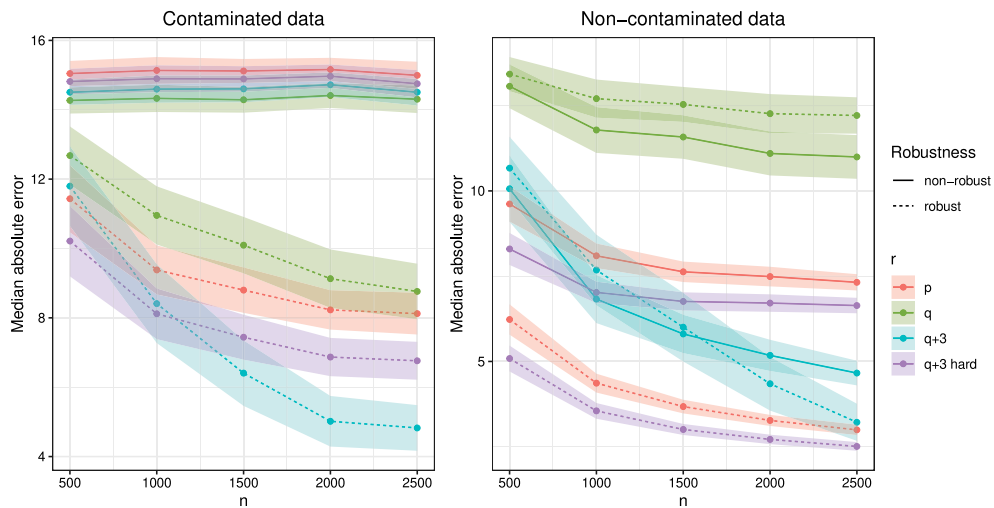 Contaminated data
Non−contaminated data
Median absolute error
16
12
8
4
500
1000
1500
2000
2500
n
Median absolute error
10
5
500
1000
1500
2000
2500
n
Robustness
non−robust
robust
r
p
q
q+3
q+3 hard